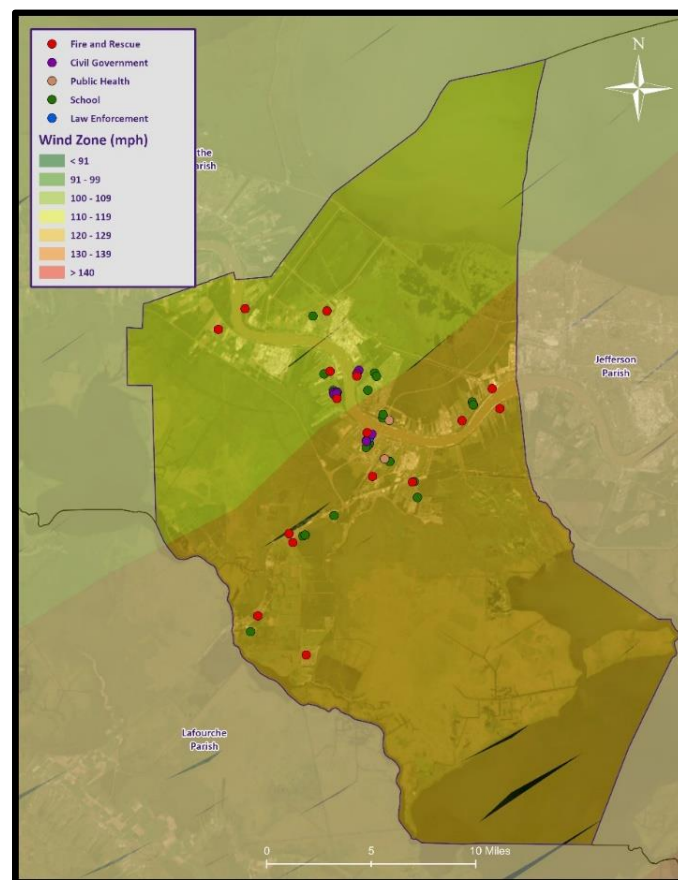 Fire and Rescue
Civil Government
Public Health
School
Law Enforcement
Wind Zone (mph)
< 91
91 - 99
100 - 109
110 - 119
120 - 129
130 - 139
> 140
the
N
Jefferson
Parish
Lafourche
Parish
0
5
10 Miles